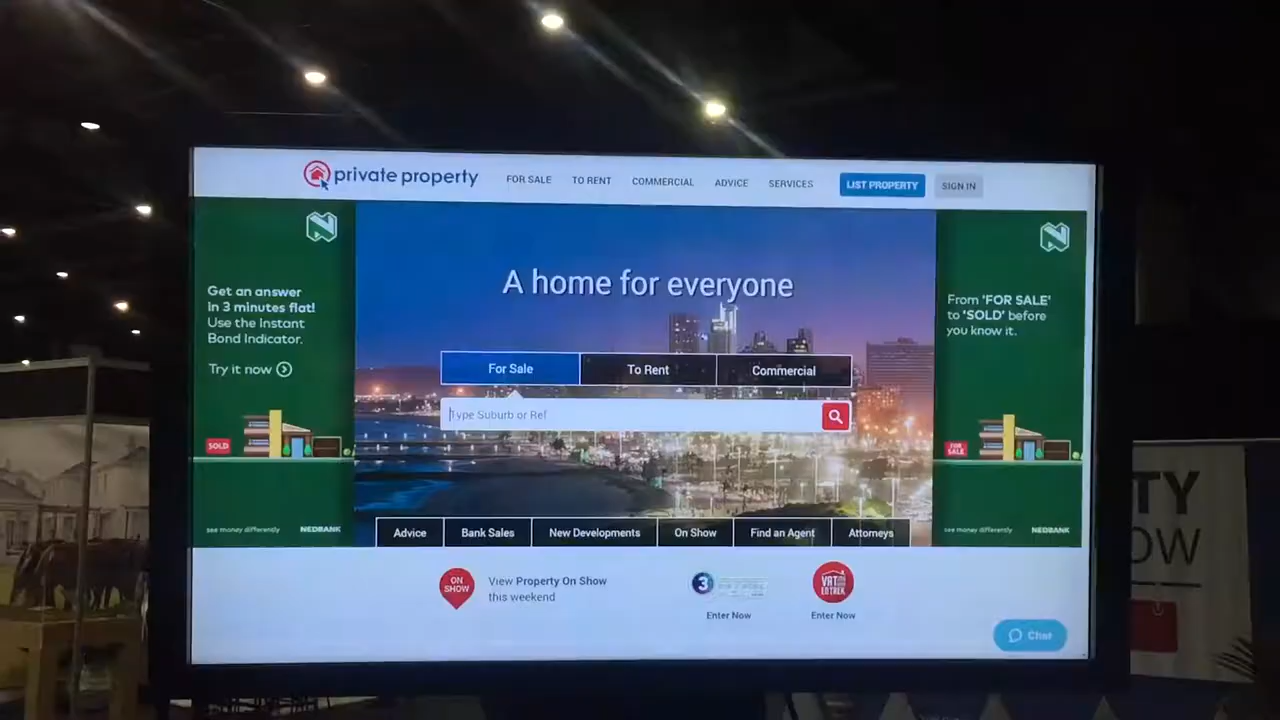 private property
FOR SALE
TO RENT
COMMERCIAL
ADVICE
SERVICES
LIST PROPERTY
SIGN IN
Get an answer
in 3 minutes flat!
Use the Instant
Bond Indicator.
Try it now
SOLD
see money differently
NEDBANK
A home for everyone
For Sale
To Rent
Commercial
Type Suburb or Ref
Advice
Bank Sales
New Developments
On Show
Find an Agent
Attorneys
From 'FOR SALE'
to 'SOLD' before
you know it.
FOR
SALE
see money differently
NEDBANK
ON
SHOW
View Property On Show
this weekend
3
Enter Now
VAT
EN TREK
Enter Now
Chat
TY
OW